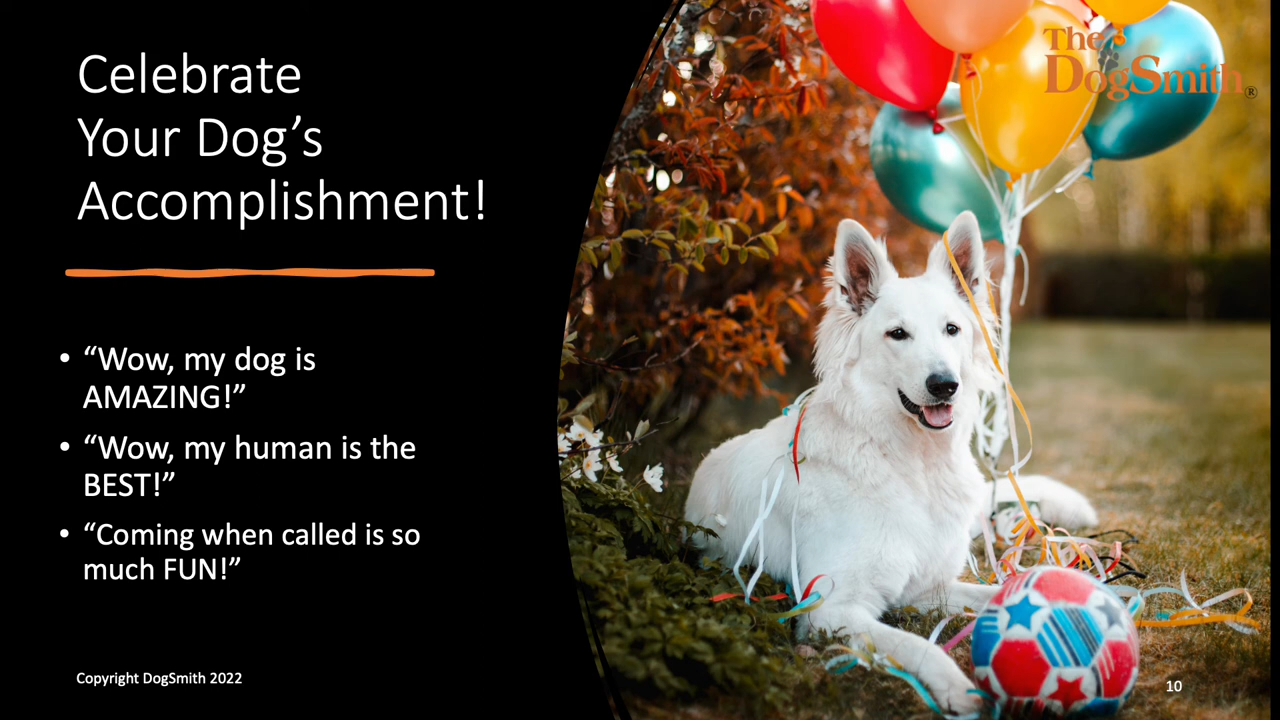 Celebrate
Your Dog’s
Accomplishment!
The
DogSmith®
• “Wow, my dog is
AMAZING!”
• “Wow, my human is the
BEST!”
• “Coming when called is so
much FUN!”
Copyright DogSmith 2022
10